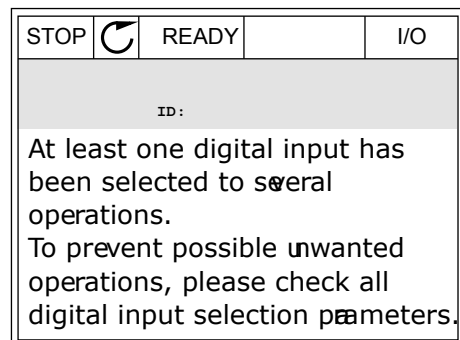 STOP READY I/O
ID:
At least one digital input has
been selected to several
operations.
To prevent possible unwanted
operations, please check all
digital input selection parameters.